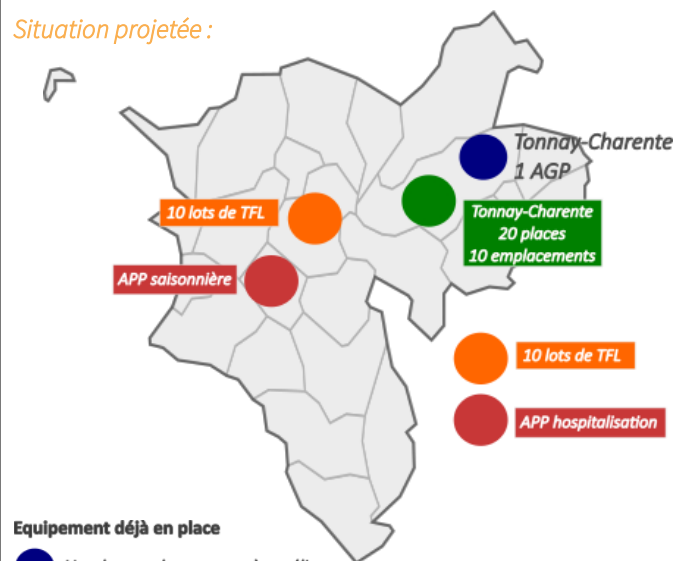 Situation projetée :
Tonnay-Charente
1 AGP
10 lots de TFL
Tonnay-Charente
20 places
10 emplacements
APP saisonnière
10 lots de TFL
APP hospitalisation
Equipement déjà en place